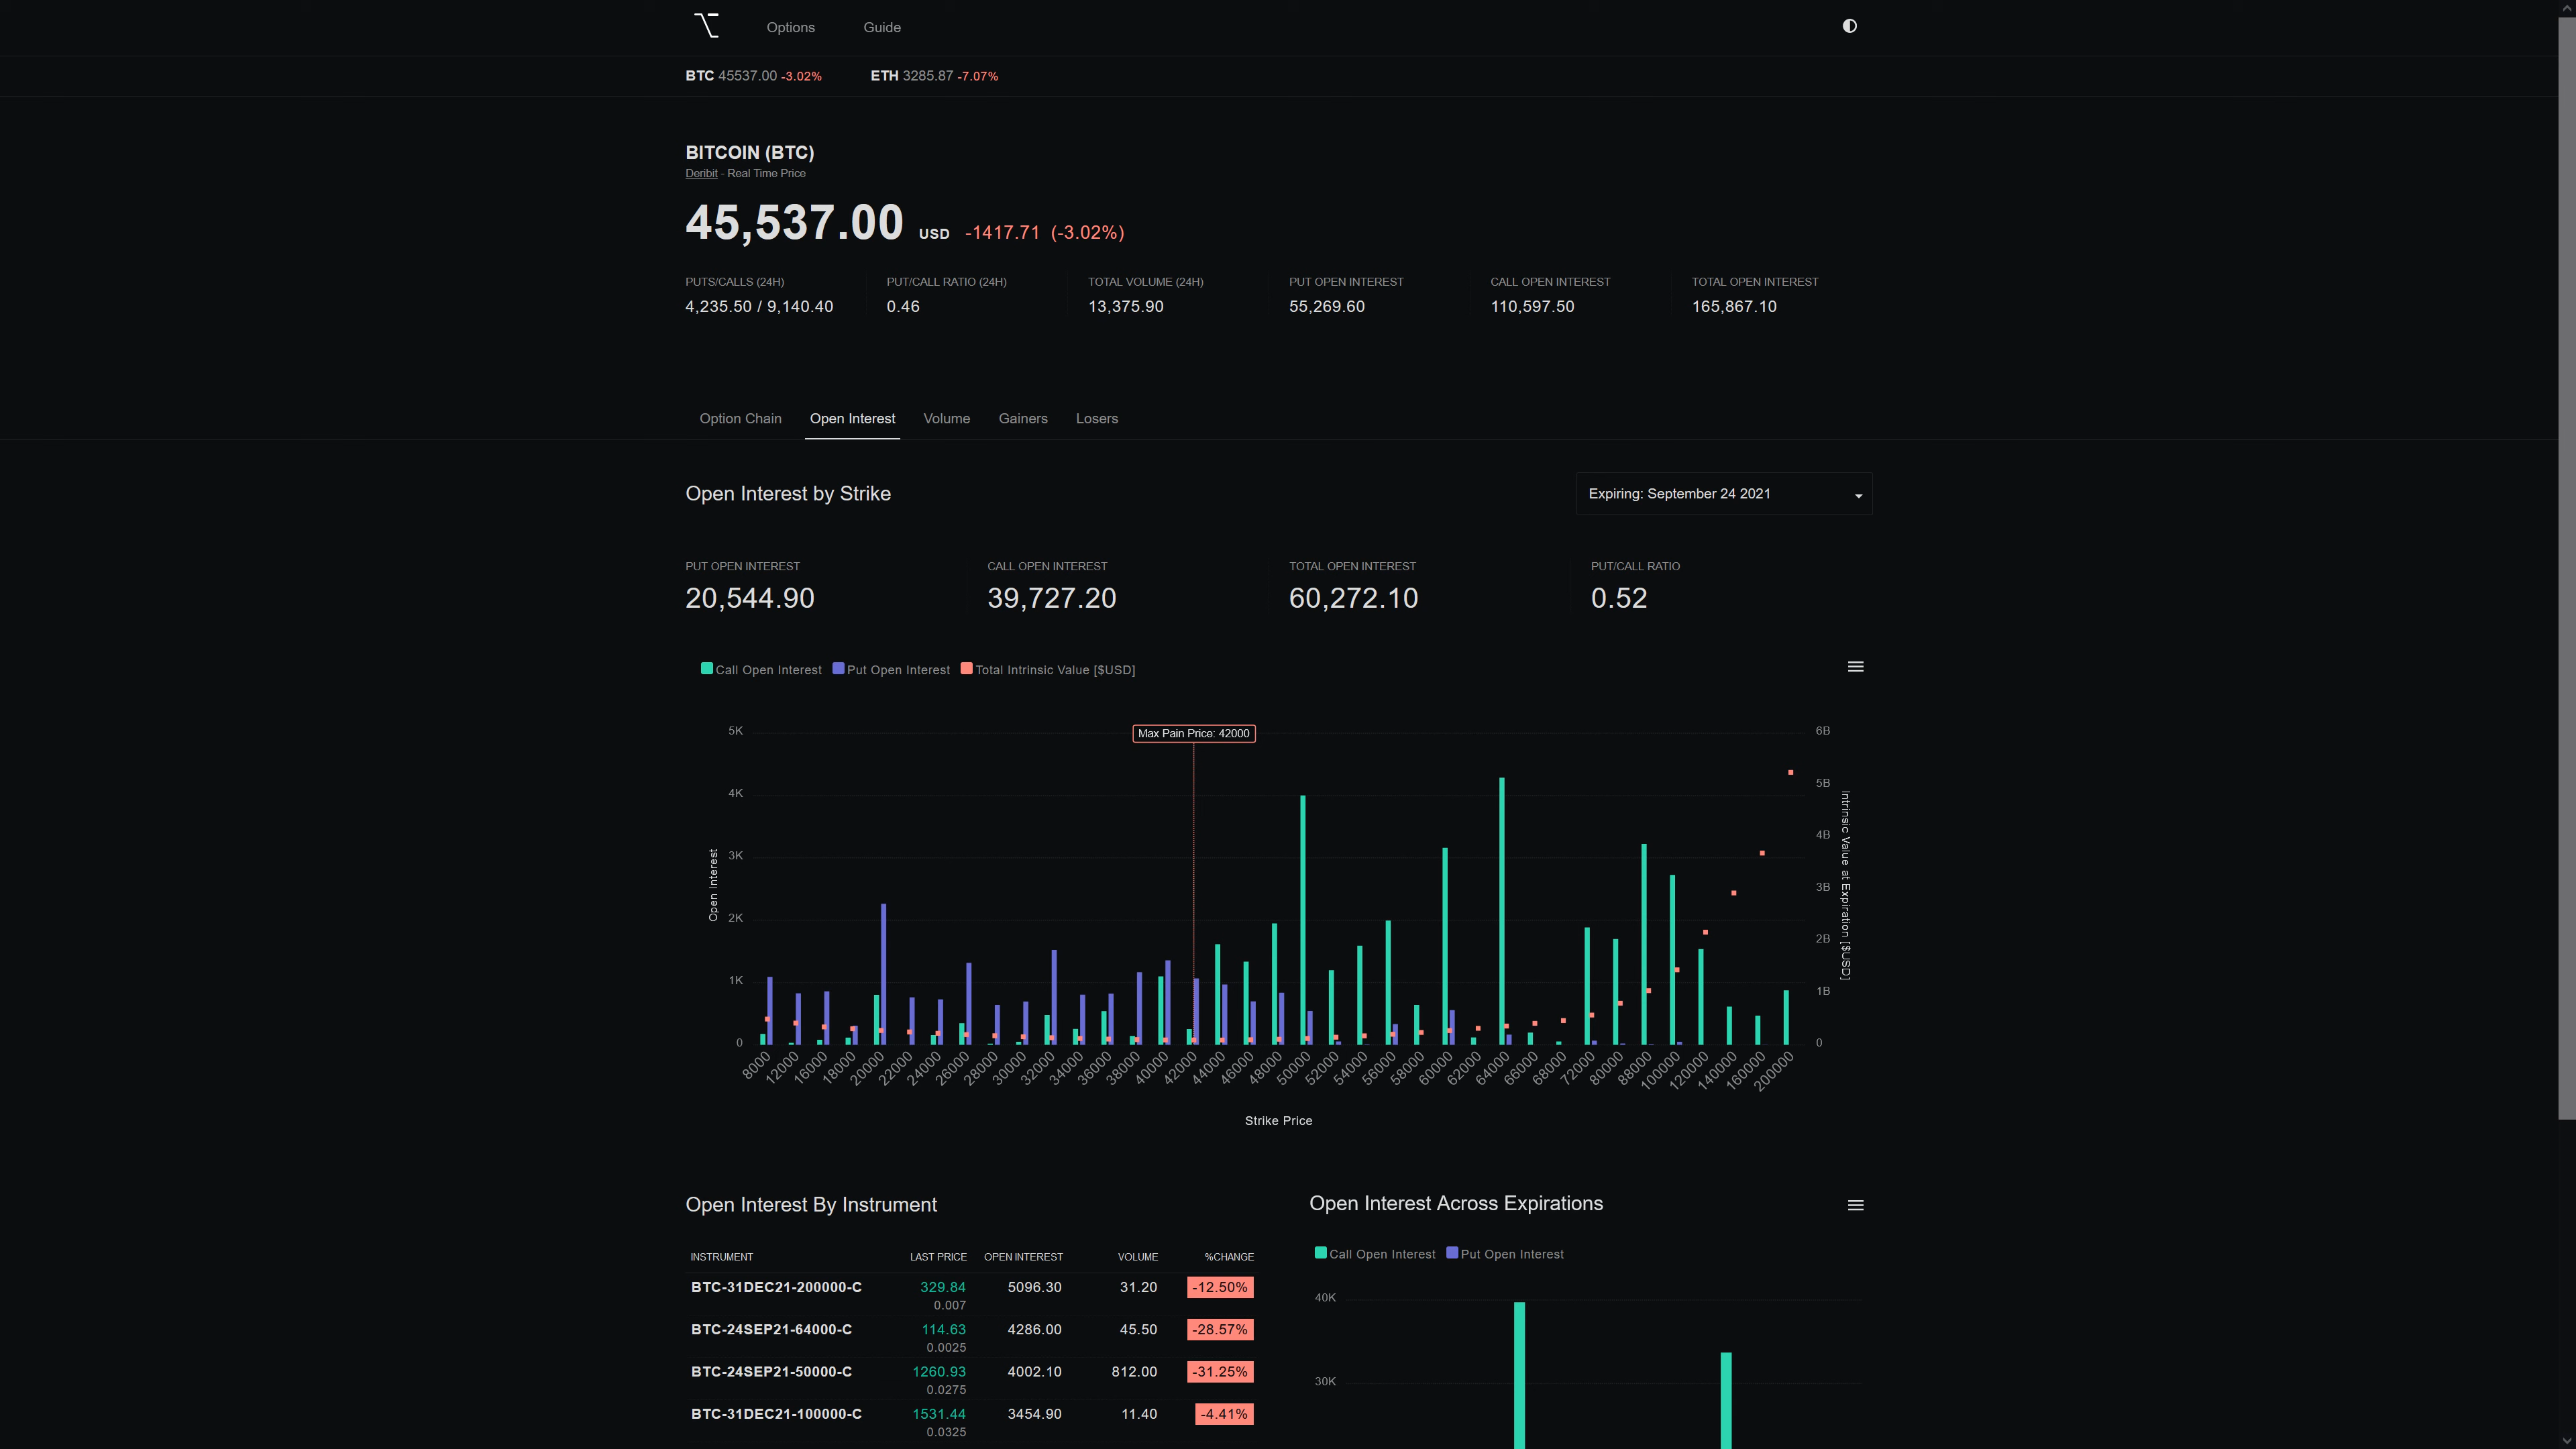 Options Guide
BTC 45537.00 -3.02% ETH 3285.87 -7.07%
BITCOIN (BTC)
Deribit - Real Time Price
45,537.00 USD -1417.71 (-3.02%)
PUTS/CALLS (24H) PUT/CALL RATIO (24H) TOTAL VOLUME (24H) PUT OPEN INTEREST CALL OPEN INTEREST TOTAL OPEN INTEREST
4,235.50 / 9,140.40 0.46 13,375.90 55,269.60 110,597.50 165,867.10
Option Chain Open Interest Volume Gainers Losers
Open Interest by Strike
Expiring: September 24 2021
PUT OPEN INTEREST CALL OPEN INTEREST TOTAL OPEN INTEREST PUT/CALL RATIO
20,544.90 39,727.20 60,272.10 0.52
Call Open Interest Put Open Interest Total Intrinsic Value [$USD]
Max Pain Price: 42000
5K
4K
3K
2K
1K
0
Open Interest
6B
5B
4B
3B
2B
1B
0
Intrinsic Value at Expiration [$USD]
8000 12000 16000 18000 20000 22000 24000 26000 28000 30000 32000 34000 36000 38000 40000 42000 44000 46000 48000 50000 52000 54000 56000 58000 60000 62000 64000 66000 68000 72000 80000 88000 100000 120000 140000 160000 200000
Strike Price
Open Interest By Instrument
INSTRUMENT LAST PRICE OPEN INTEREST VOLUME %CHANGE
BTC-31DEC21-200000-C 329.84 5096.30 31.20 -12.50%
0.007
BTC-24SEP21-64000-C 114.63 4286.00 45.50 -28.57%
0.0025
BTC-24SEP21-50000-C 1260.93 4002.10 812.00 -31.25%
0.0275
BTC-31DEC21-100000-C 1531.44 3454.90 11.40 -4.41%
0.0325
Open Interest Across Expirations
Call Open Interest Put Open Interest
40K
30K